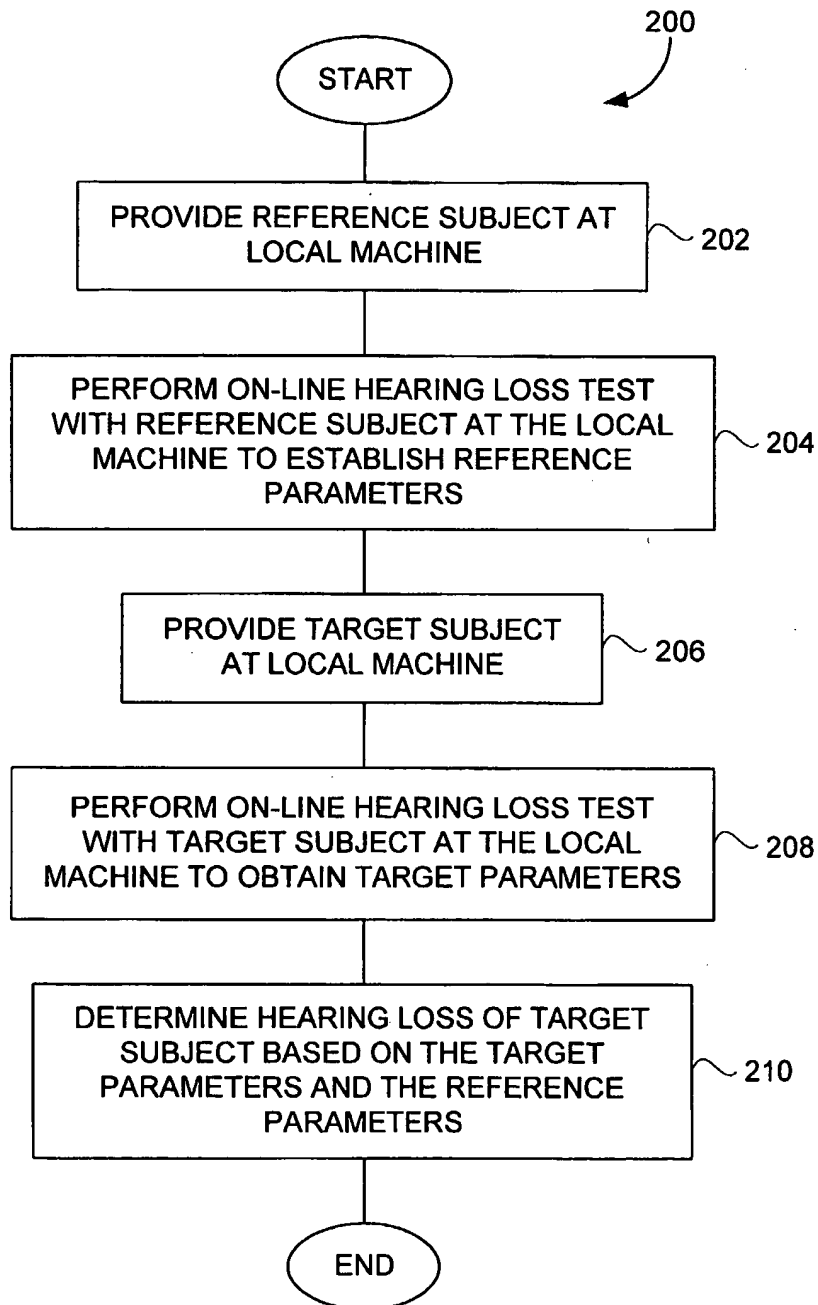 200
START
PROVIDE REFERENCE SUBJECT AT
LOCAL MACHINE
202
PERFORM ON-LINE HEARING LOSS TEST
WITH REFERENCE SUBJECT AT THE LOCAL
MACHINE TO ESTABLISH REFERENCE
PARAMETERS
204
PROVIDE TARGET SUBJECT
AT LOCAL MACHINE
206
PERFORM ON-LINE HEARING LOSS TEST
WITH TARGET SUBJECT AT THE LOCAL
MACHINE TO OBTAIN TARGET PARAMETERS
208
DETERMINE HEARING LOSS OF TARGET
SUBJECT BASED ON THE TARGET
PARAMETERS AND THE REFERENCE
PARAMETERS
210
END